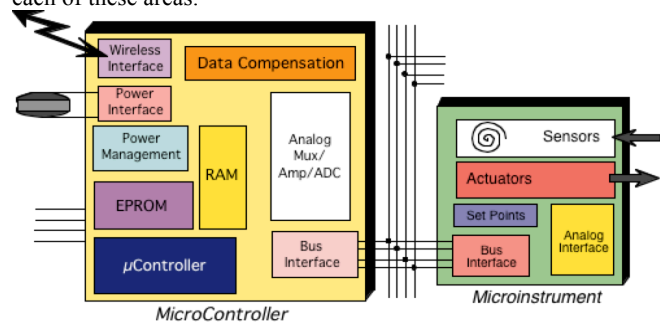 each of these areas.
Wireless
Interface
Data Compensation
Power
Interface
Power
Management
RAM
Analog
Mux/
Amp/ADC
EPROM
µController
Bus
Interface
MicroController
Sensors
Actuators
Set Points
Analog
Interface
Bus
Interface
Microinstrument